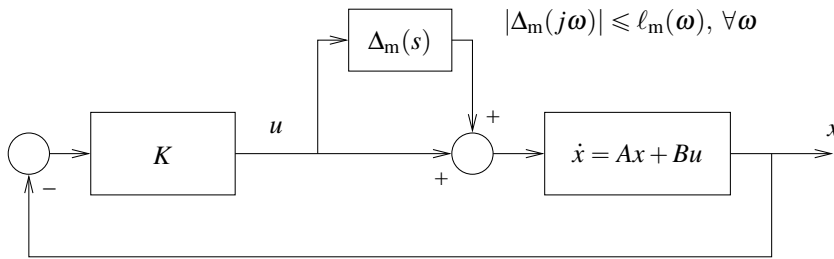 Δₘ(s)
|Δₘ(jω)| ⩽ ℓₘ(ω), ∀ω
+
u
x
K
ẋ = Ax + Bu
+
−